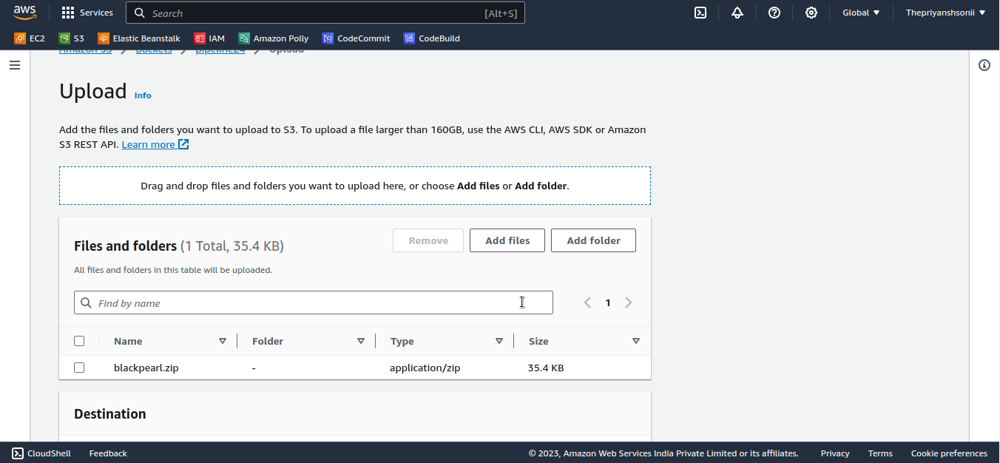 aws Services Search [Alt+S] Global Thepriyanshsonii
EC2 S3 Elastic Beanstalk IAM Amazon Polly CodeCommit CodeBuild
Amazon S3 Buckets pipeline24 Upload
Upload Info
Add the files and folders you want to upload to S3. To upload a file larger than 160GB, use the AWS CLI, AWS SDK or Amazon
S3 REST API. Learn more
Drag and drop files and folders you want to upload here, or choose Add files or Add folder.
Files and folders (1 Total, 35.4 KB) Remove Add files Add folder
All files and folders in this table will be uploaded.
Find by name 1
Name Folder Type Size
blackpearl.zip - application/zip 35.4 KB
Destination
CloudShell Feedback © 2023, Amazon Web Services India Private Limited or its affiliates. Privacy Terms Cookie preferences